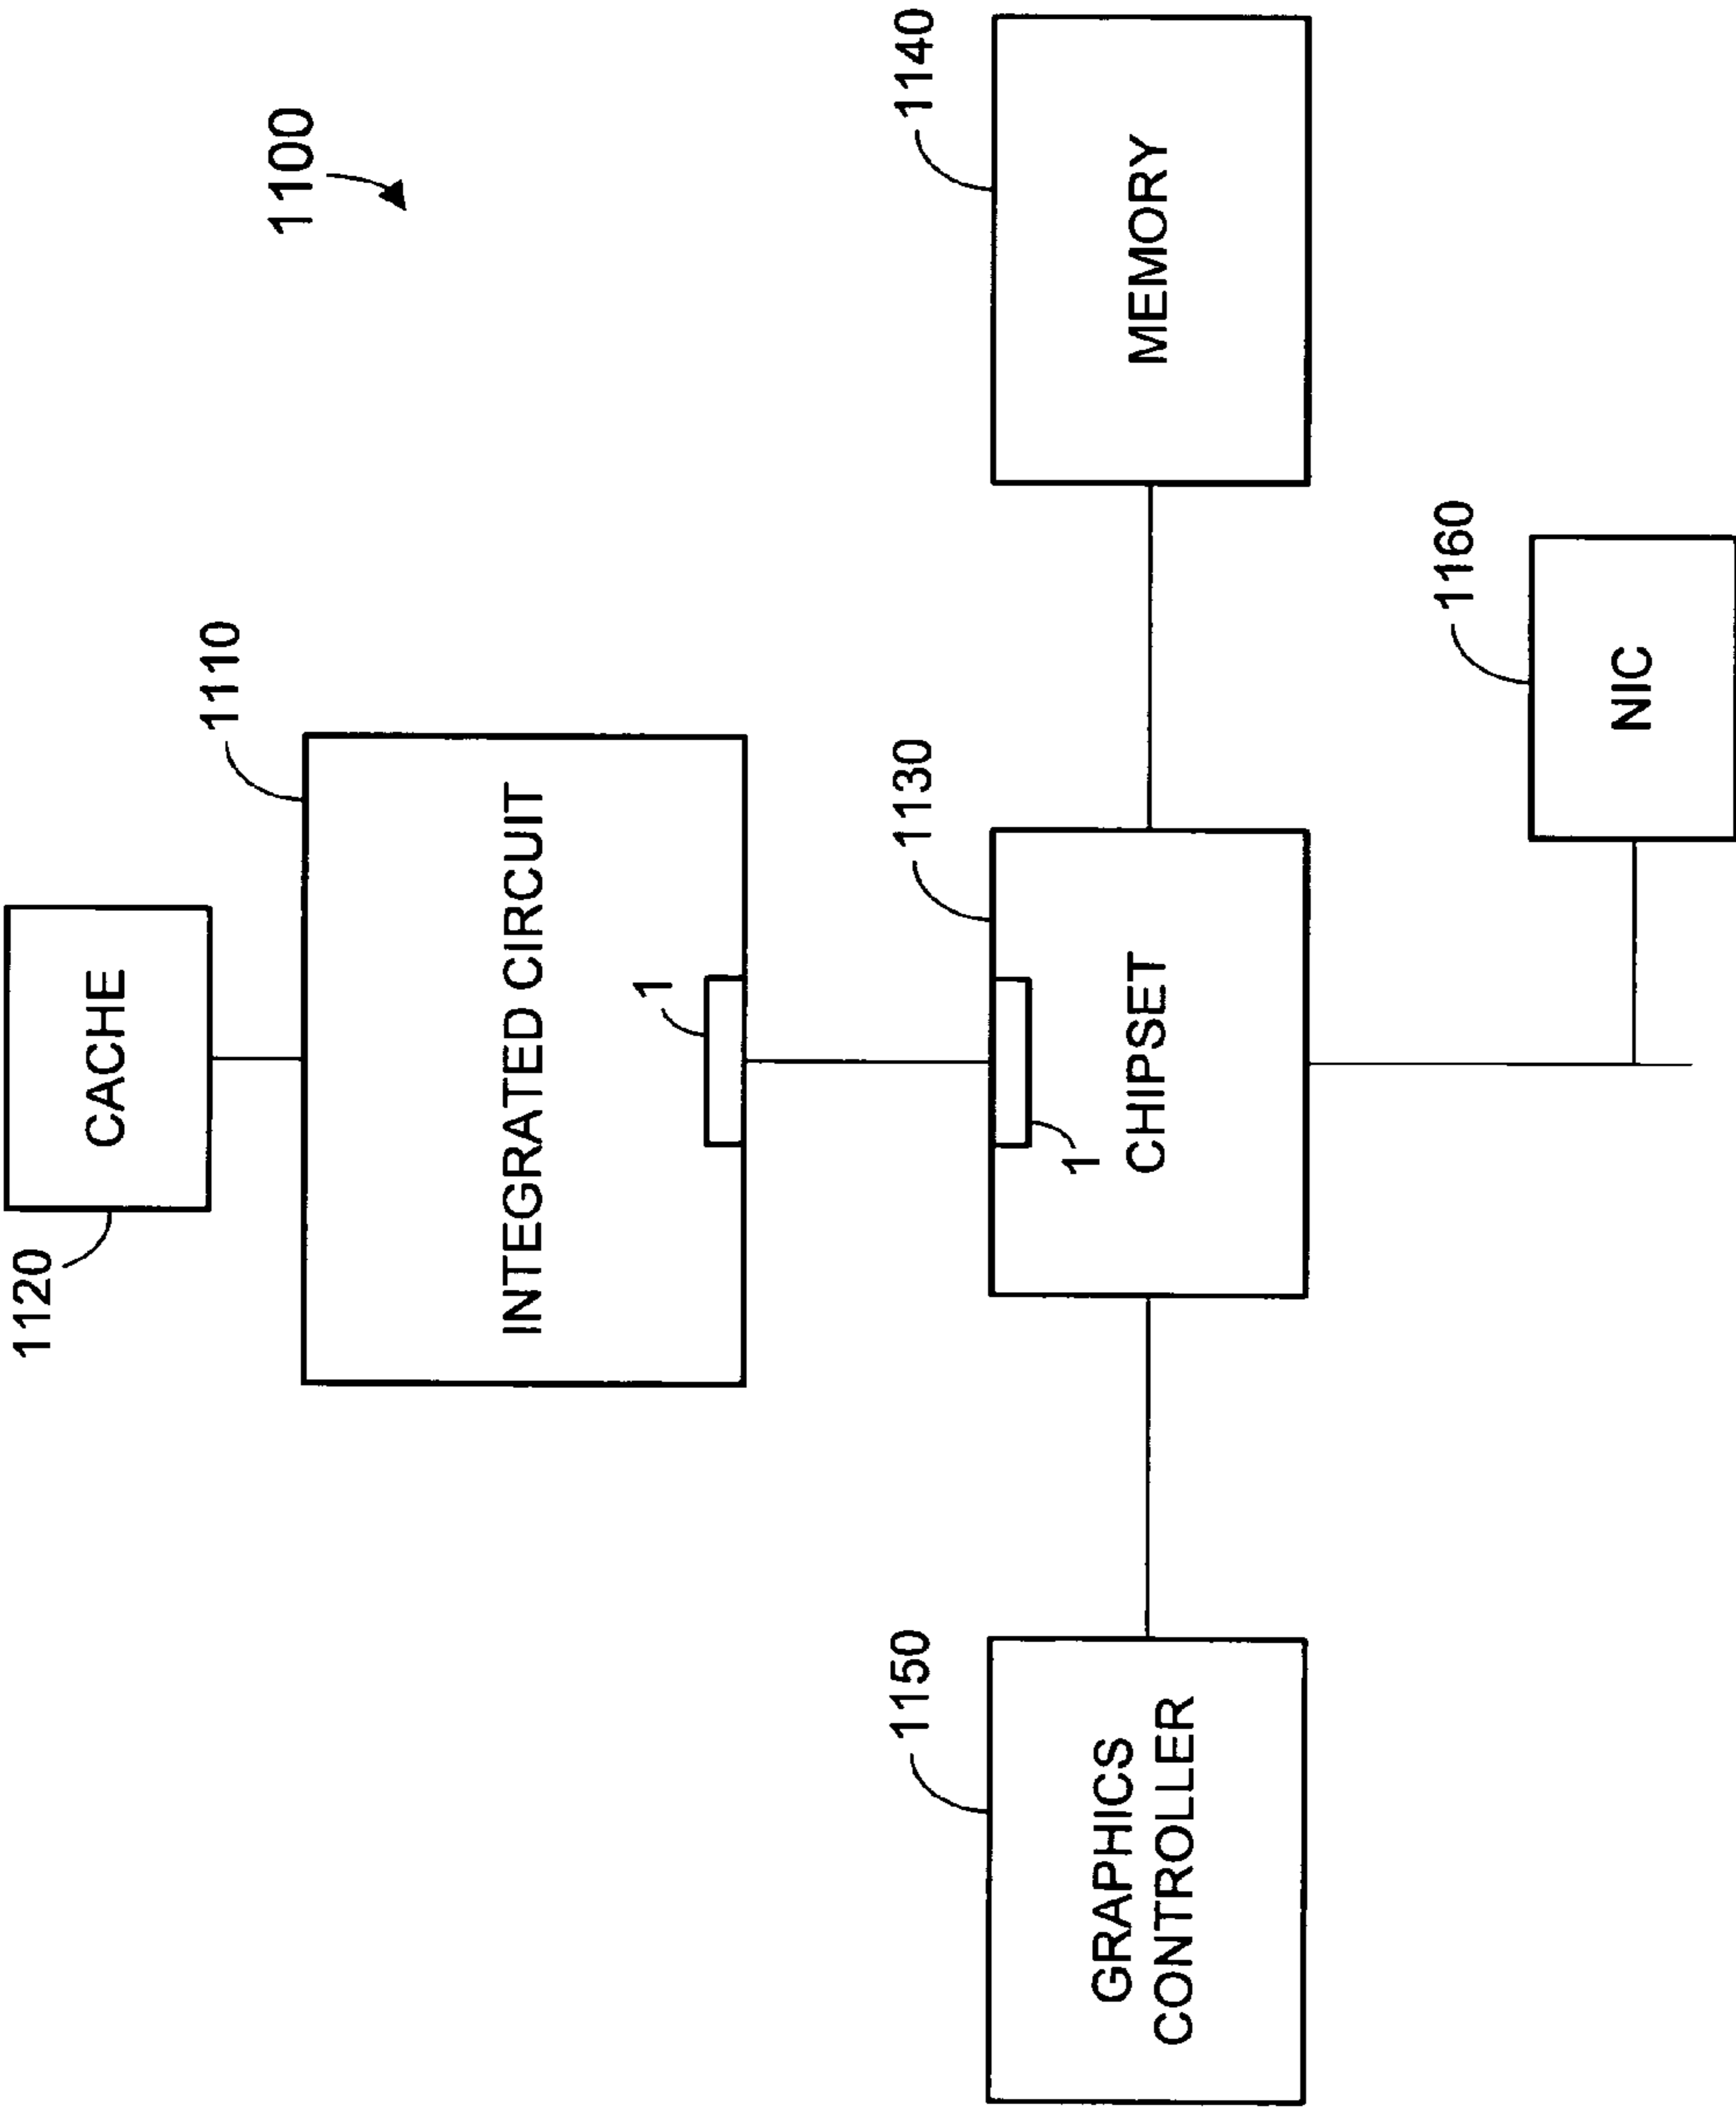 1100
1120
CACHE
1110
INTEGRATED CIRCUIT
1
1150
1130
1140
GRAPHICS
CONTROLLER
1
CHIPSET
MEMORY
1160
NIC